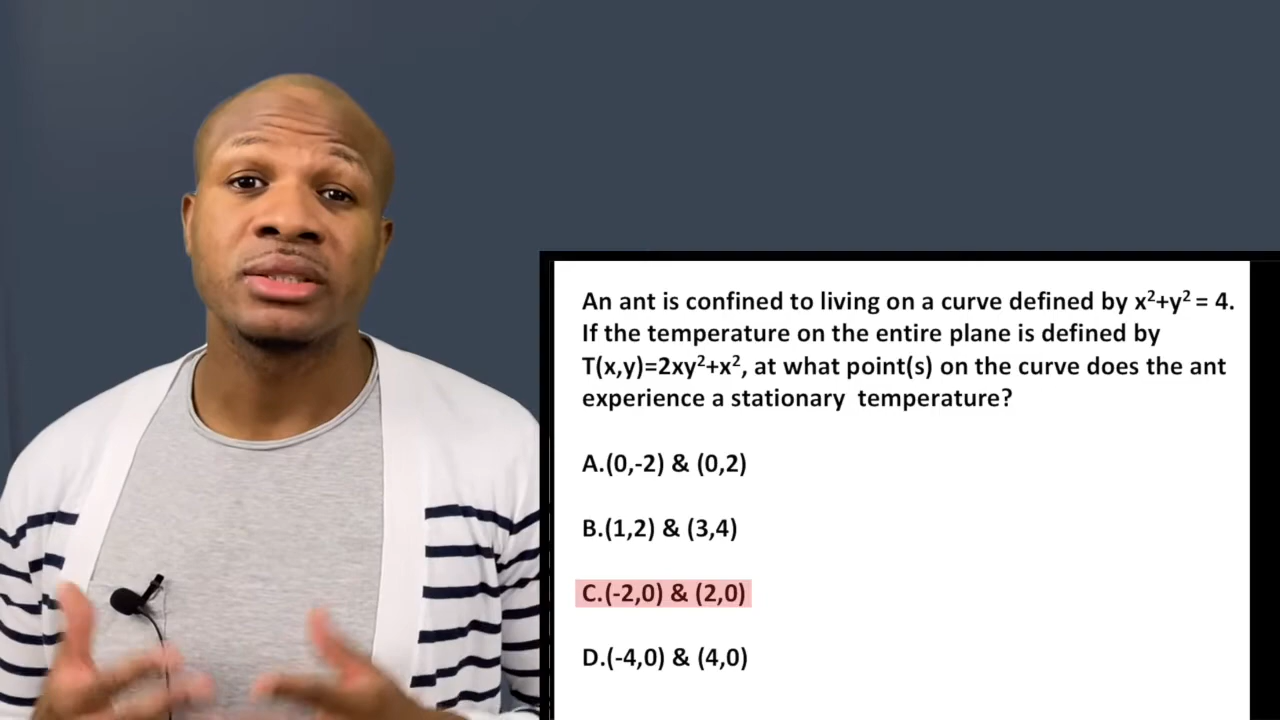 An ant is confined to living on a curve defined by x²+y² = 4.
If the temperature on the entire plane is defined by
T(x,y)=2xy²+x², at what point(s) on the curve does the ant
experience a stationary temperature?
A.(0,-2) & (0,2)
B.(1,2) & (3,4)
C.(-2,0) & (2,0)
D.(-4,0) & (4,0)